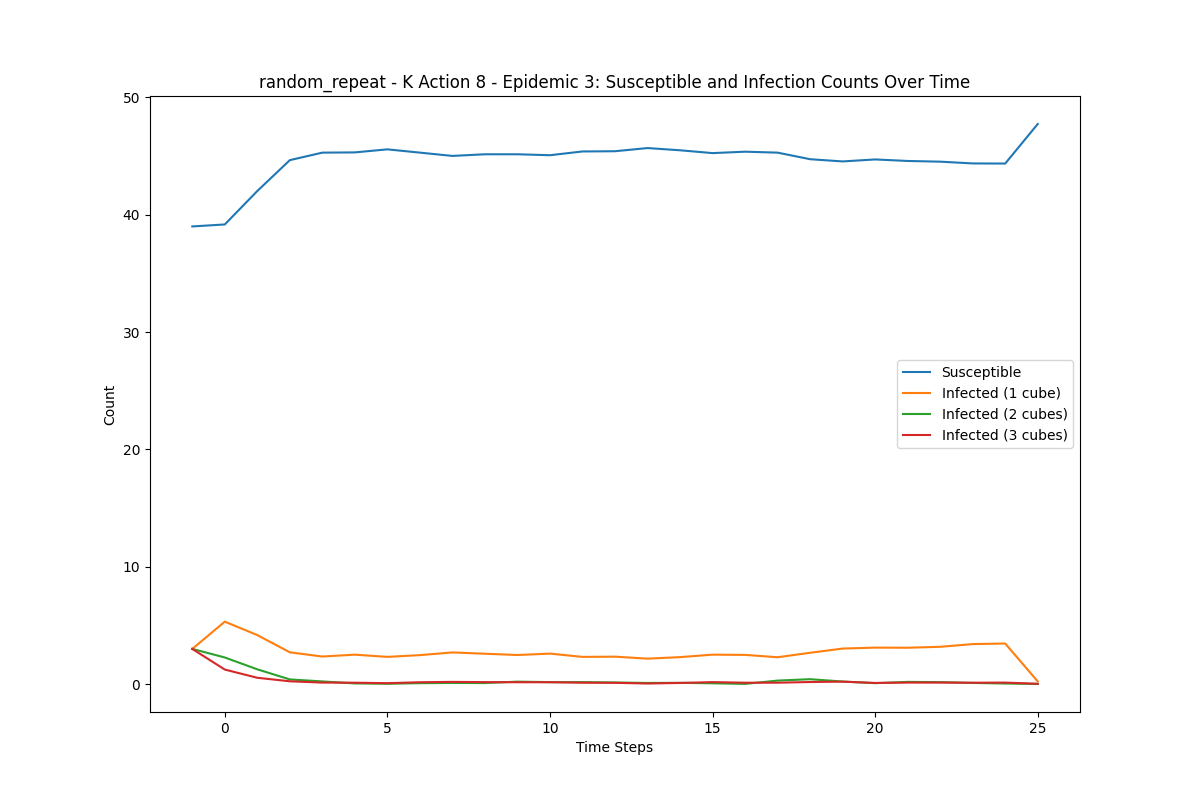 random_repeat - K Action 8 - Epidemic 3: Susceptible and Infection Counts Over Time
50
40
30
20
10
0
Count
Susceptible
Infected (1 cube)
Infected (2 cubes)
Infected (3 cubes)
0 5 10 15 20 25
Time Steps